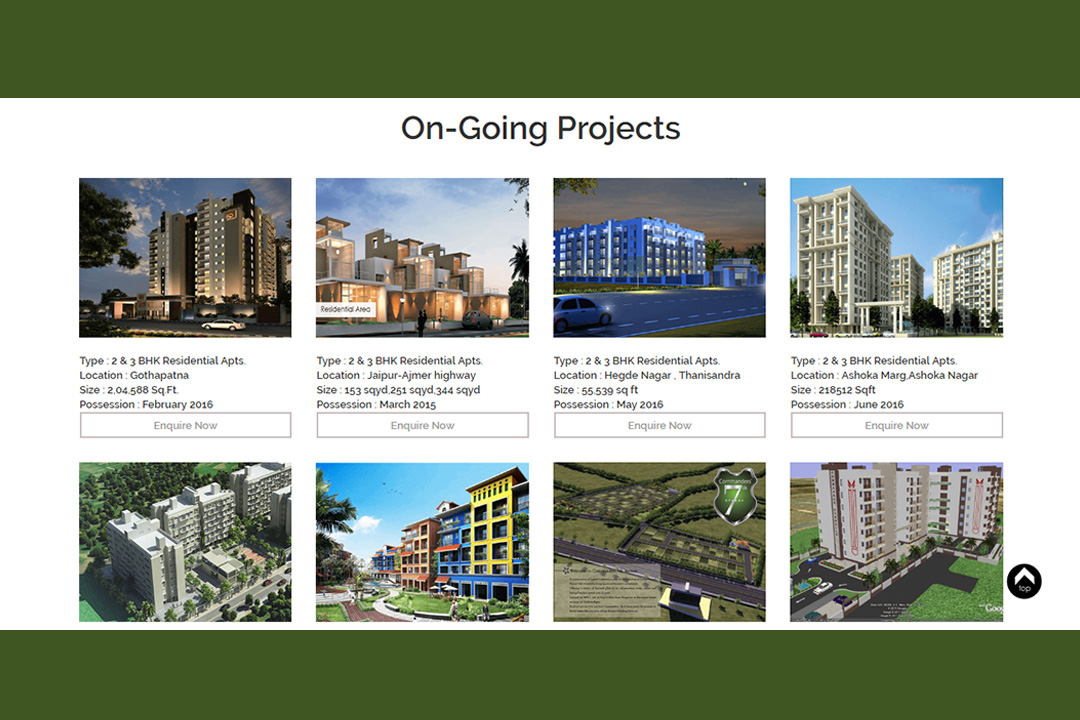 On-Going Projects
Residential Area
Type : 2 & 3 BHK Residential Apts.
Location : Gothapatna
Size : 2,04,588 Sq.Ft.
Possession : February 2016
Enquire Now
Type : 2 & 3 BHK Residential Apts.
Location : Jaipur-Ajmer highway
Size : 153 sqyd,251 sqyd,344 sqyd
Possession : March 2015
Enquire Now
Type : 2 & 3 BHK Residential Apts.
Location : Hegde Nagar , Thanisandra
Size : 55,539 sq ft
Possession : May 2016
Enquire Now
Type : 2 & 3 BHK Residential Apts.
Location : Ashoka Marg,Ashoka Nagar
Size : 218512 Sqft
Possession : June 2016
Enquire Now
Commanders'
7
top